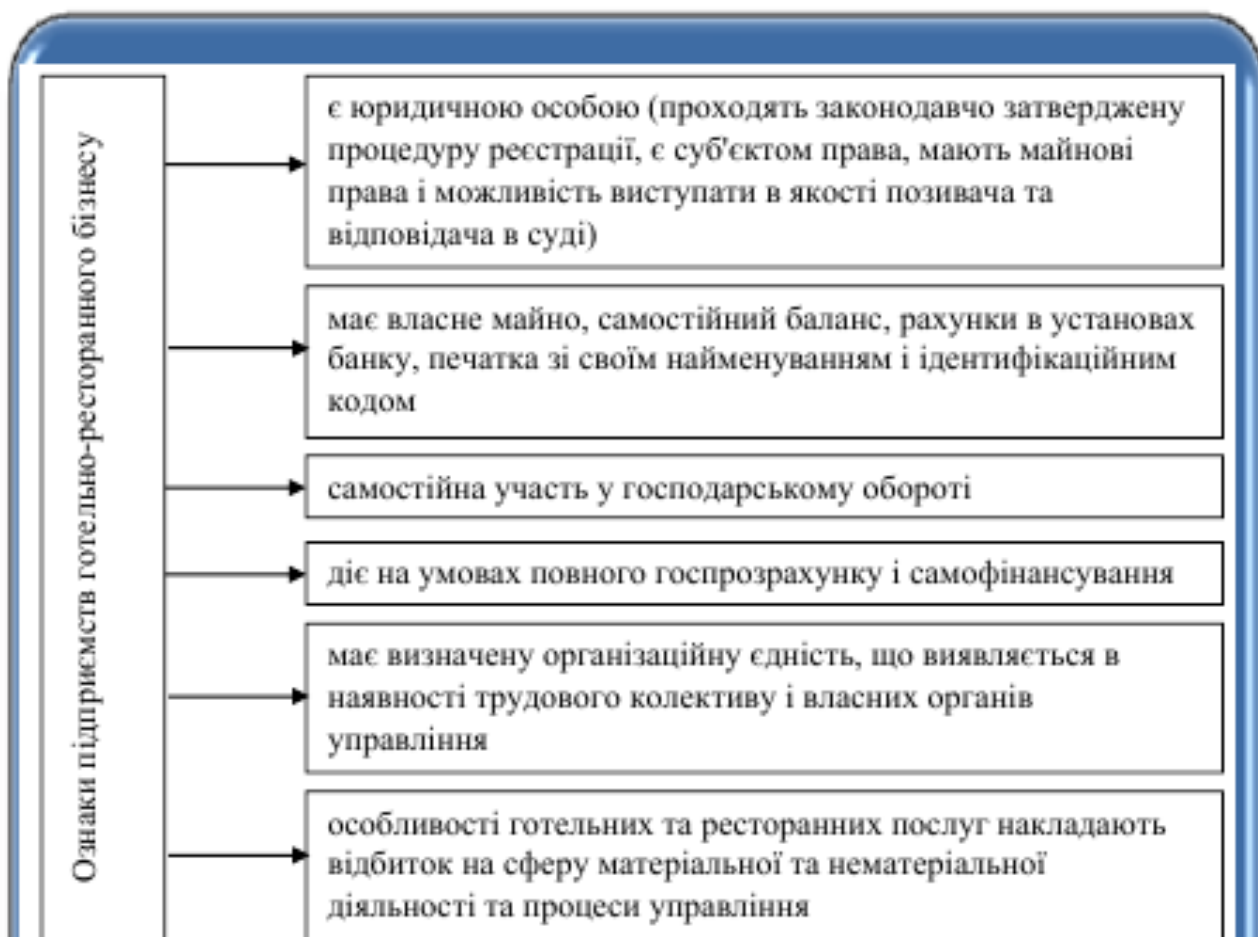 Ознаки підприємств готельно-ресторанного бізнесу
є юридичною особою (проходять законодавчо затверджену
процедуру реєстрації, є суб'єктом права, мають майнові
права і можливість виступати в якості позивача та
відповідача в суді)
має власне майно, самостійний баланс, рахунки в установах
банку, печатка зі своїм найменуванням і ідентифікаційним
кодом
самостійна участь у господарському обороті
діє на умовах повного госпрозрахунку і самофінансування
має визначену організаційну єдність, що виявляється в
наявності трудового колективу і власних органів
управління
особливості готельних та ресторанних послуг накладають
відбиток на сферу матеріальної та нематеріальної
діяльності та процеси управління